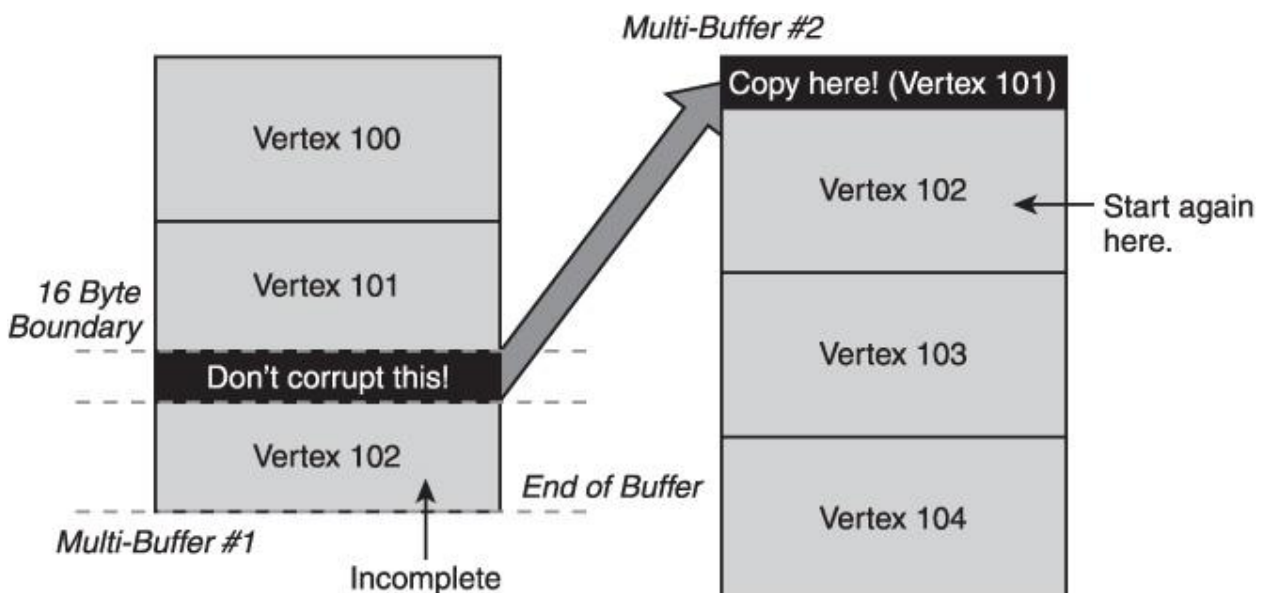 Multi-Buffer #2
Copy here! (Vertex 101)
Vertex 100
Vertex 102
Start again
here.
Vertex 101
16 Byte
Boundary
Vertex 103
Don't corrupt this!
Vertex 102
End of Buffer
Vertex 104
Multi-Buffer #1
Incomplete